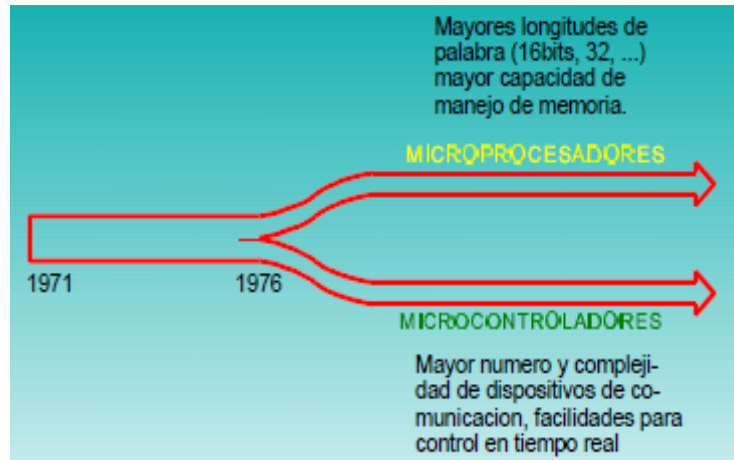 Mayores longitudes de
palabra (16bits, 32, ...)
mayor capacidad de
manejo de memoria.
MICROPROCESADORES
1971
1976
MICROCONTROLADORES
Mayor numero y compleji-
dad de dispositivos de co-
municacion, facilidades para
control en tiempo real